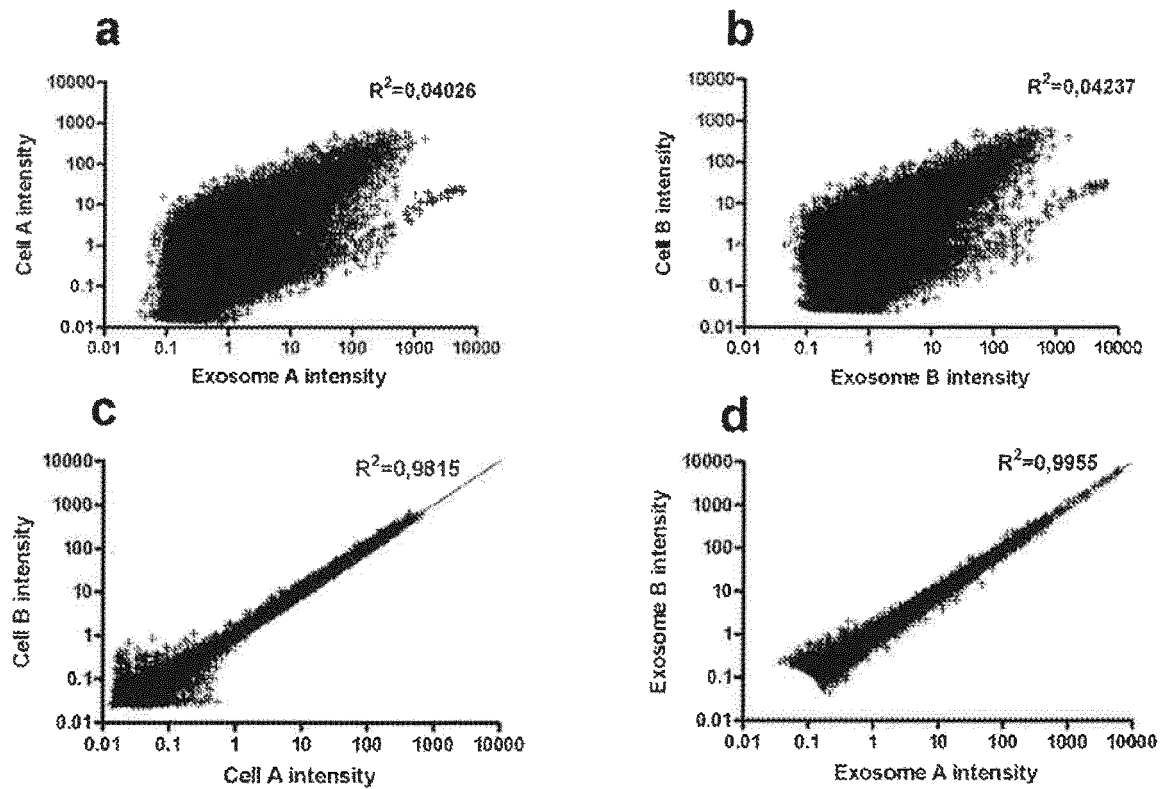 a
R²=0,04026
10000
1000
100
10
1
0.1
0.01
Cell A intensity
0.01 0.1 1 10 100 1000 10000
Exosome A intensity
b
R²=0,04237
10000
1000
100
10
1
0.1
0.01
Cell B intensity
0.01 0.1 1 10 100 1000 10000
Exosome B intensity
c
R²=0,9815
10000
1000
100
10
1
0.1
0.01
Cell B intensity
0.01 0.1 1 10 100 1000 10000
Cell A intensity
d
R²=0,9955
10000
1000
100
10
1
0.1
0.01
Exosome B intensity
0.01 0.1 1 10 100 1000 10000
Exosome A intensity